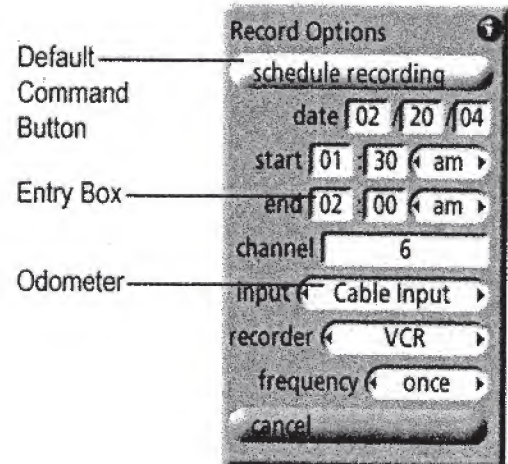 Default
Command
Button
Entry Box
Odometer
Record Options
schedule recording
date 02 / 20 / 04
start 01 : 30 am
end 02 : 00 am
channel 6
input Cable Input
recorder VCR
frequency once
cancel